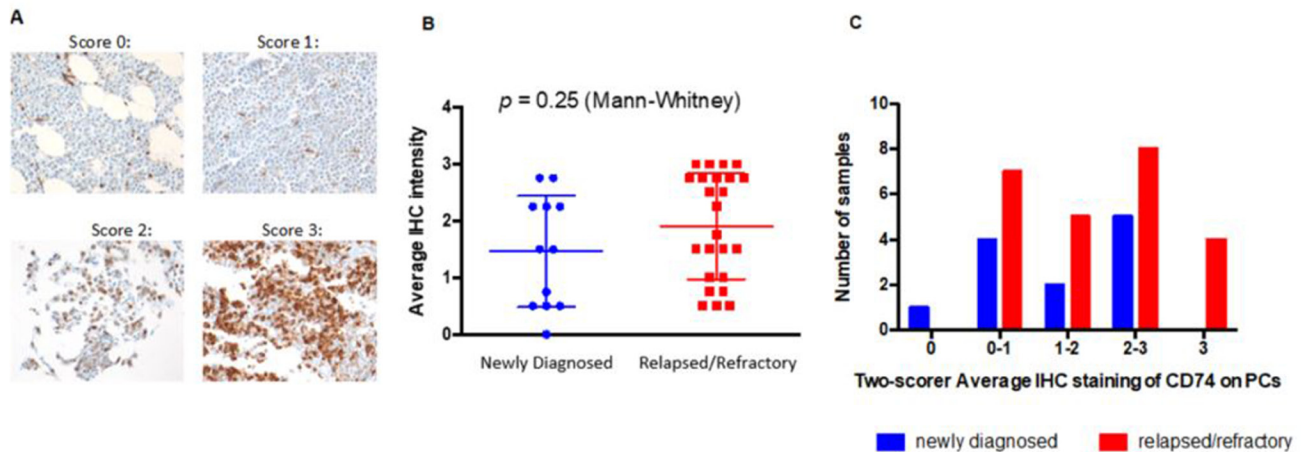 A
Score 0:
Score 1:
Score 2:
Score 3:
B
p = 0.25 (Mann-Whitney)
Average IHC intensity
4
3
2
1
0
Newly Diagnosed
Relapsed/Refractory
C
Number of samples
10
8
6
4
2
0
0 0-1 1-2 2-3 3
Two-scorer Average IHC staining of CD74 on PCs
newly diagnosed
relapsed/refractory